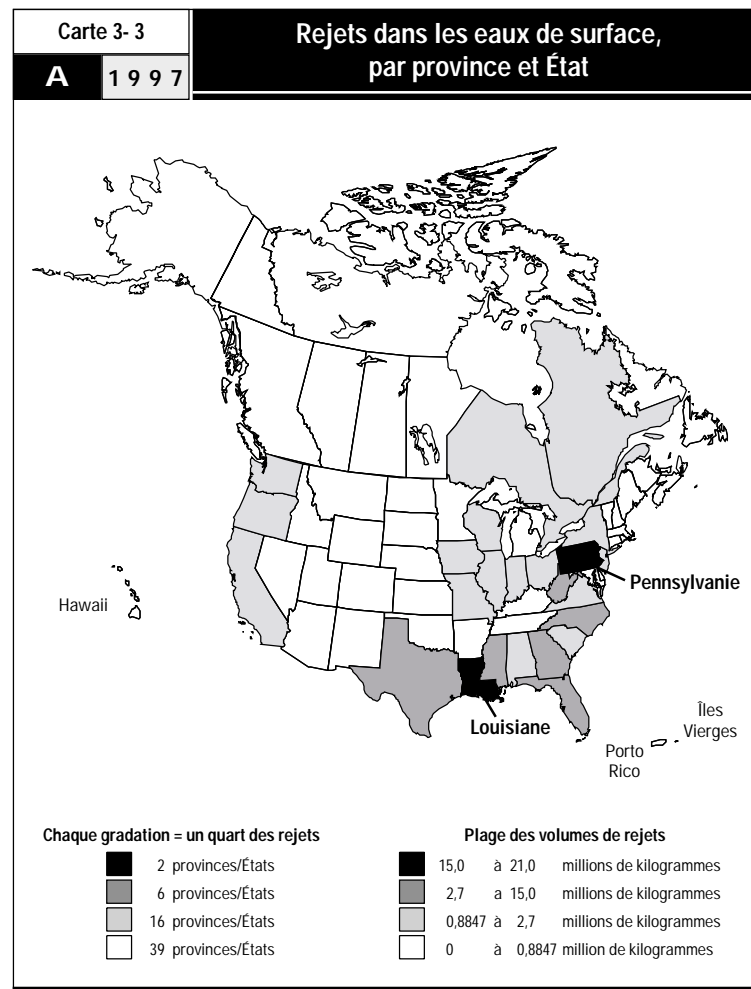 Carte 3- 3
A 1 9 9 7
Rejets dans les eaux de surface,
par province et État
Hawaii
Pennsylvanie
Louisiane
Îles
Vierges
Porto
Rico
Chaque gradation = un quart des rejets
2 provinces/États
6 provinces/États
16 provinces/États
39 provinces/États
Plage des volumes de rejets
15,0 à 21,0 millions de kilogrammes
2,7 a 15,0 millions de kilogrammes
0,8847 à 2,7 millions de kilogrammes
0 à 0,8847 million de kilogrammes